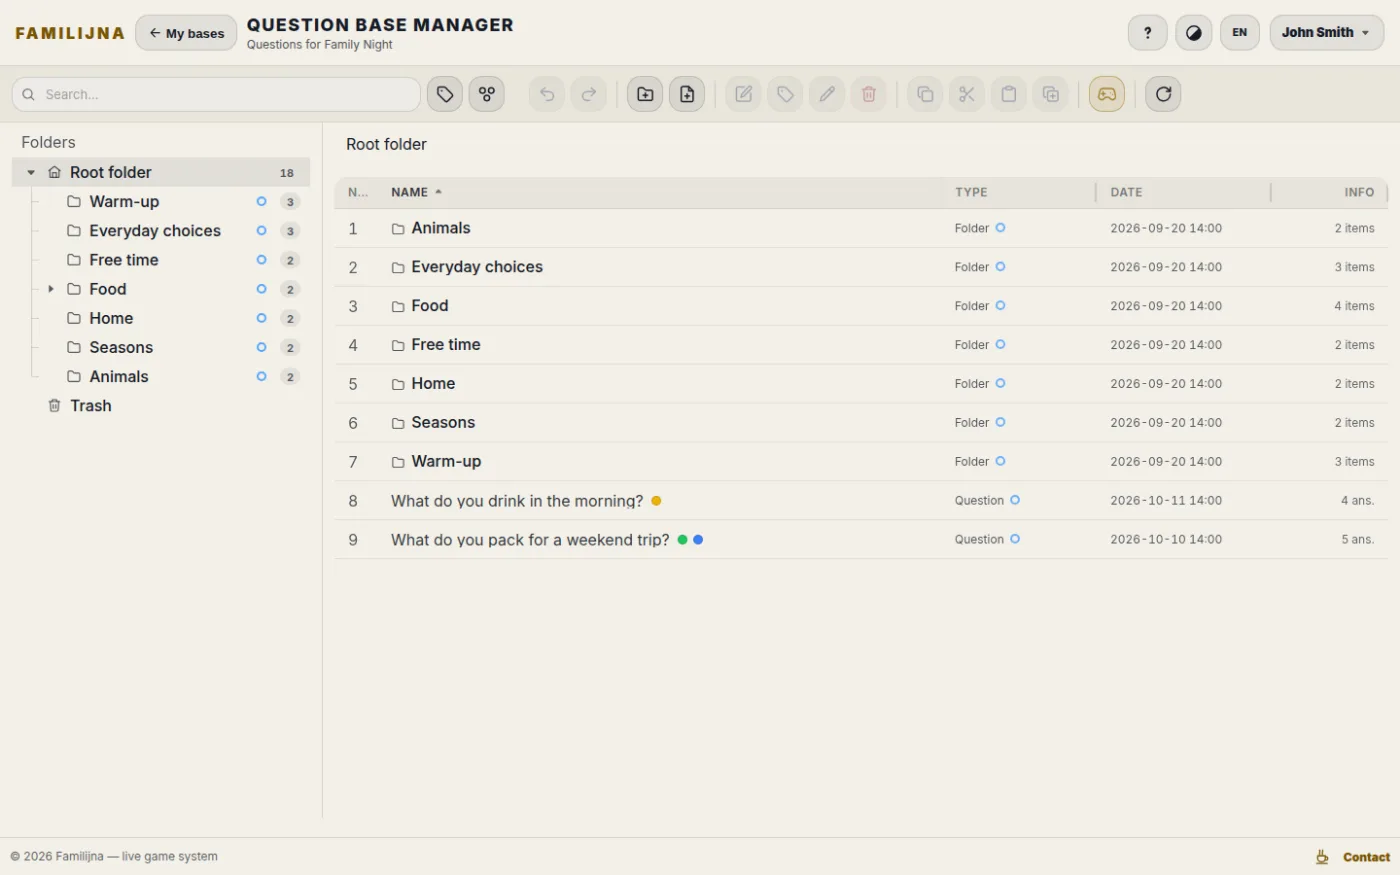 FAMILIJNA
← My bases
QUESTION BASE MANAGER
Questions for Family Night
?
EN
John Smith
Search...
Folders
Root folder 18
Warm-up 3
Everyday choices 3
Free time 2
Food 2
Home 2
Seasons 2
Animals 2
Trash
Root folder
N... NAME TYPE DATE INFO
1 Animals Folder 2026-09-20 14:00 2 items
2 Everyday choices Folder 2026-09-20 14:00 3 items
3 Food Folder 2026-09-20 14:00 4 items
4 Free time Folder 2026-09-20 14:00 2 items
5 Home Folder 2026-09-20 14:00 2 items
6 Seasons Folder 2026-09-20 14:00 2 items
7 Warm-up Folder 2026-09-20 14:00 3 items
8 What do you drink in the morning? Question 2026-10-11 14:00 4 ans.
9 What do you pack for a weekend trip? Question 2026-10-10 14:00 5 ans.
© 2026 Familijna — live game system
Contact